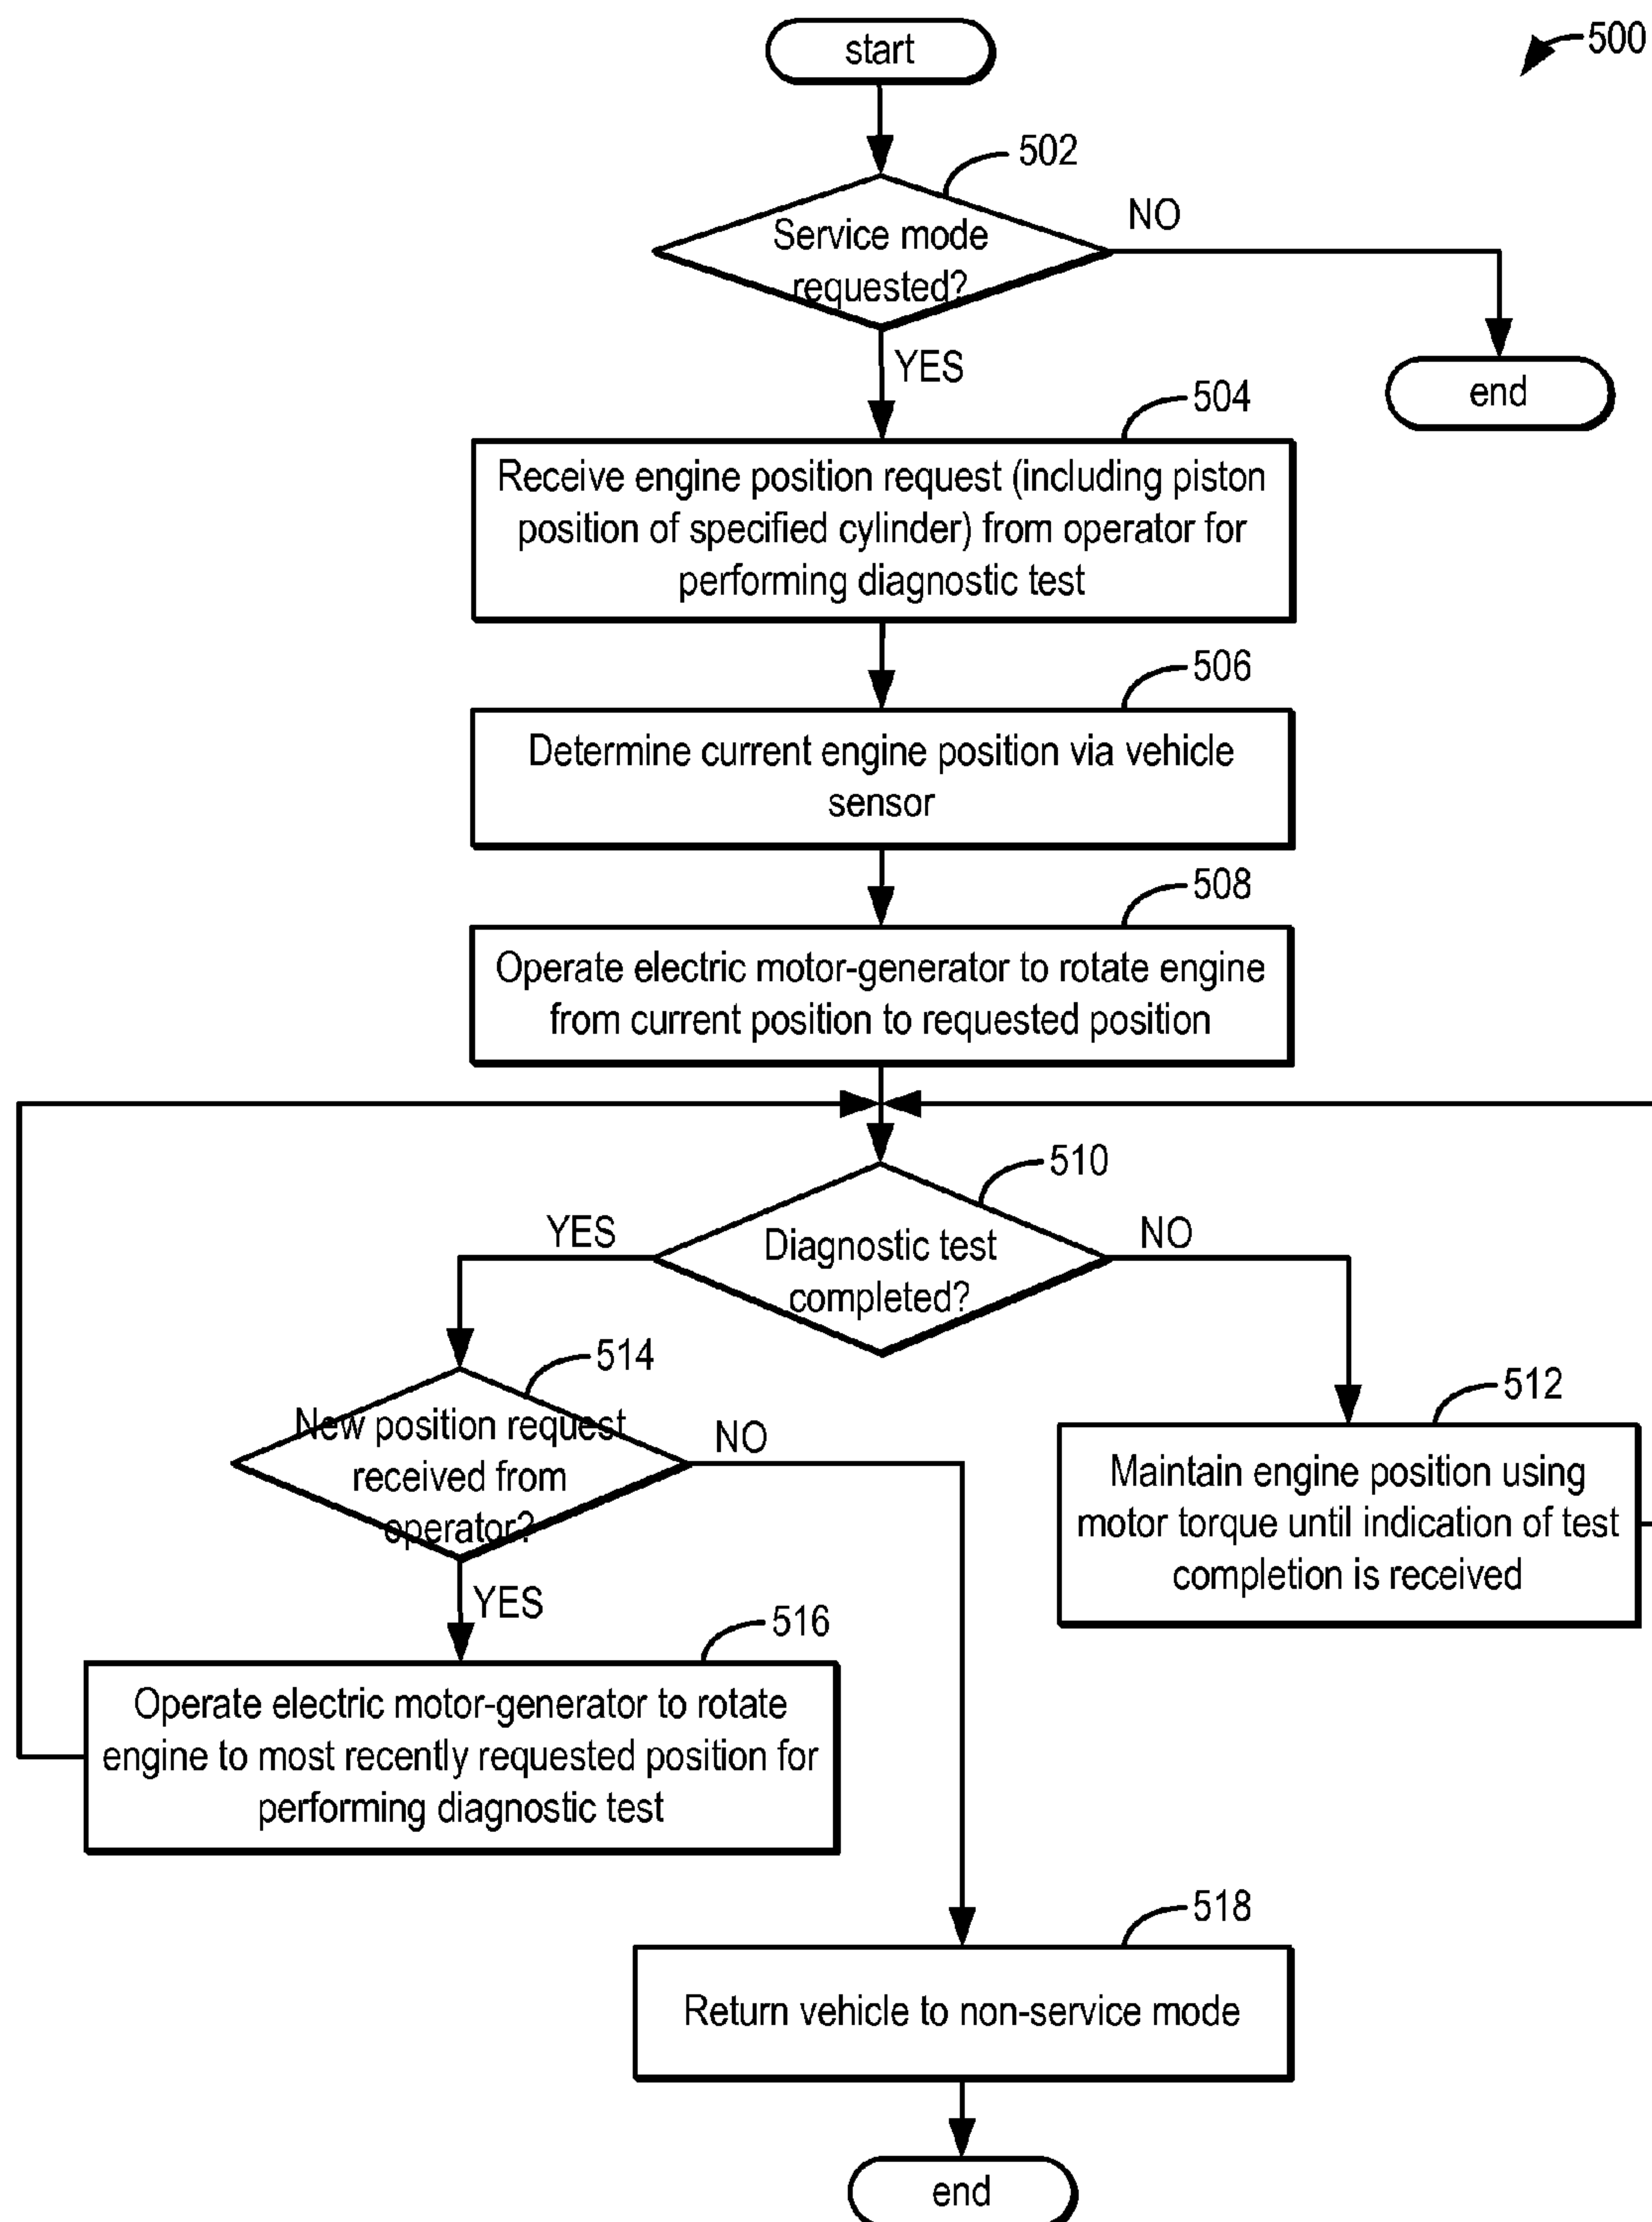 start
500
502
Service mode
requested?
NO
YES
end
504
Receive engine position request (including piston
position of specified cylinder) from operator for
performing diagnostic test
506
Determine current engine position via vehicle
sensor
508
Operate electric motor-generator to rotate engine
from current position to requested position
510
YES
Diagnostic test
completed?
NO
514
New position request
received from
operator?
NO
512
Maintain engine position using
motor torque until indication of test
completion is received
YES
516
Operate electric motor-generator to rotate
engine to most recently requested position for
performing diagnostic test
518
Return vehicle to non-service mode
end